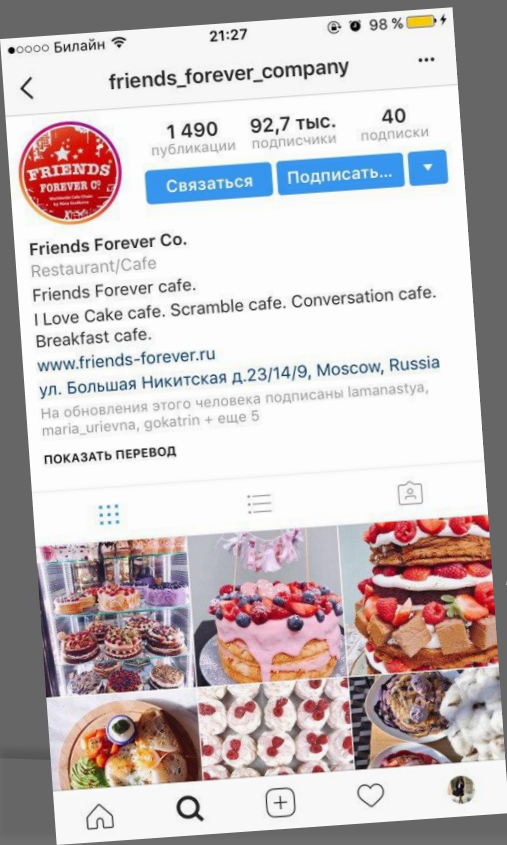 ●○○○○ Билайн 21:27 98 %
friends_forever_company
FRIENDS
FOREVER Cº
1 490 92,7 тыс. 40
публикации подписчики подписки
Связаться Подписать...
Friends Forever Co.
Restaurant/Cafe
Friends Forever cafe.
I Love Cake cafe. Scramble cafe. Conversation cafe.
Breakfast cafe.
www.friends-forever.ru
ул. Большая Никитская д.23/14/9, Moscow, Russia
На обновления этого человека подписаны lamanastya,
maria_urievna, gokatrin + еще 5
ПОКАЗАТЬ ПЕРЕВОД